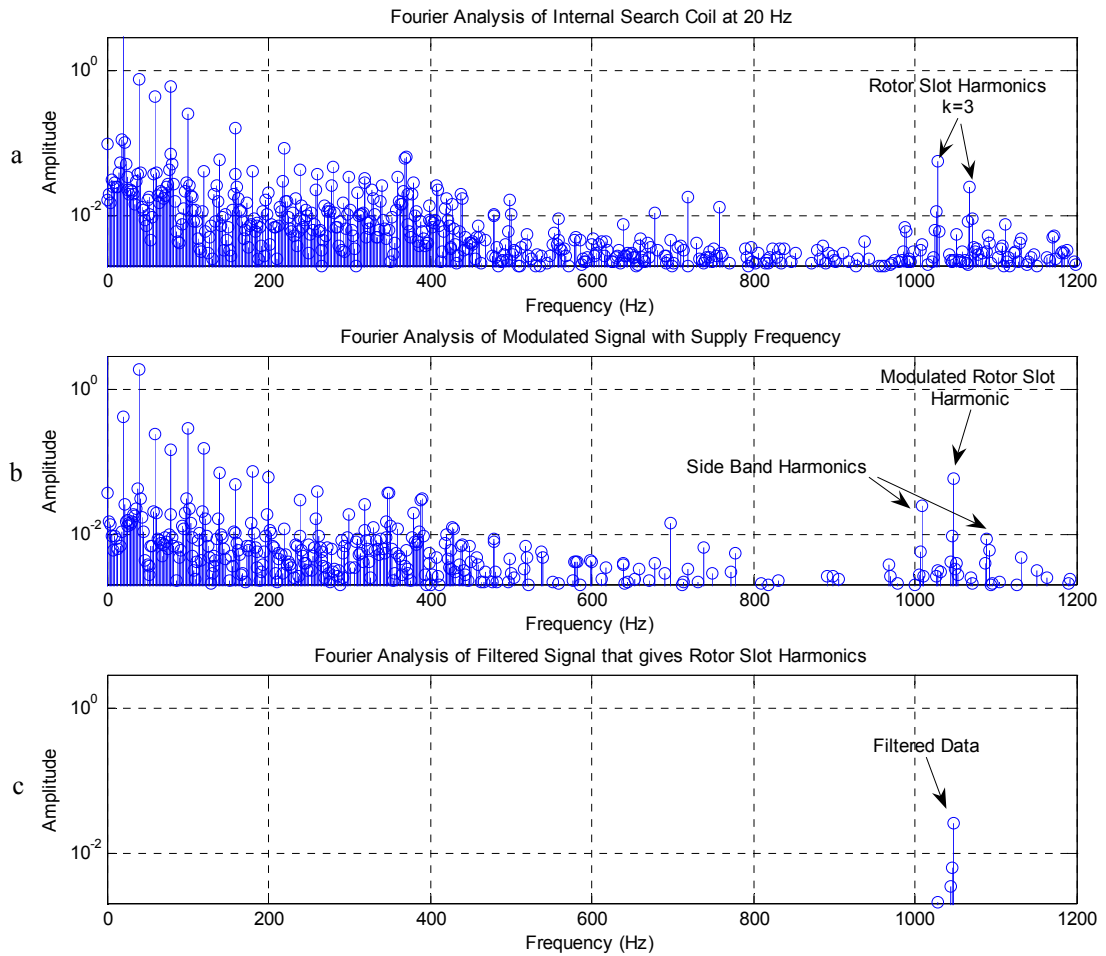 Fourier Analysis of Internal Search Coil at 20 Hz
a
Amplitude
10^0
10^-2
Rotor Slot Harmonics
k=3
0 200 400 600 800 1000 1200
Frequency (Hz)
Fourier Analysis of Modulated Signal with Supply Frequency
b
Amplitude
10^0
10^-2
Modulated Rotor Slot
Harmonic
Side Band Harmonics
0 200 400 600 800 1000 1200
Frequency (Hz)
Fourier Analysis of Filtered Signal that gives Rotor Slot Harmonics
c
Amplitude
10^0
10^-2
Filtered Data
0 200 400 600 800 1000 1200
Frequency (Hz)